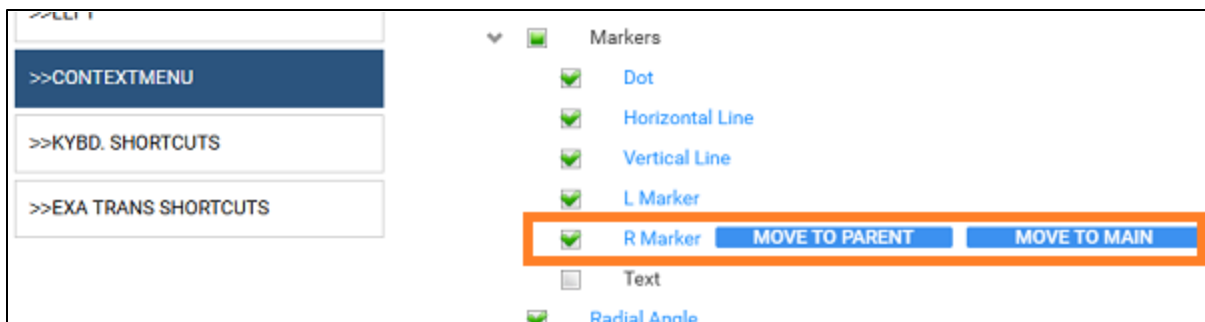 >>LEFT
Markers
>>CONTEXTMENU
Dot
Horizontal Line
>>KYBD. SHORTCUTS
Vertical Line
L Marker
>>EXA TRANS SHORTCUTS
R Marker MOVE TO PARENT MOVE TO MAIN
Text
Radial Angle